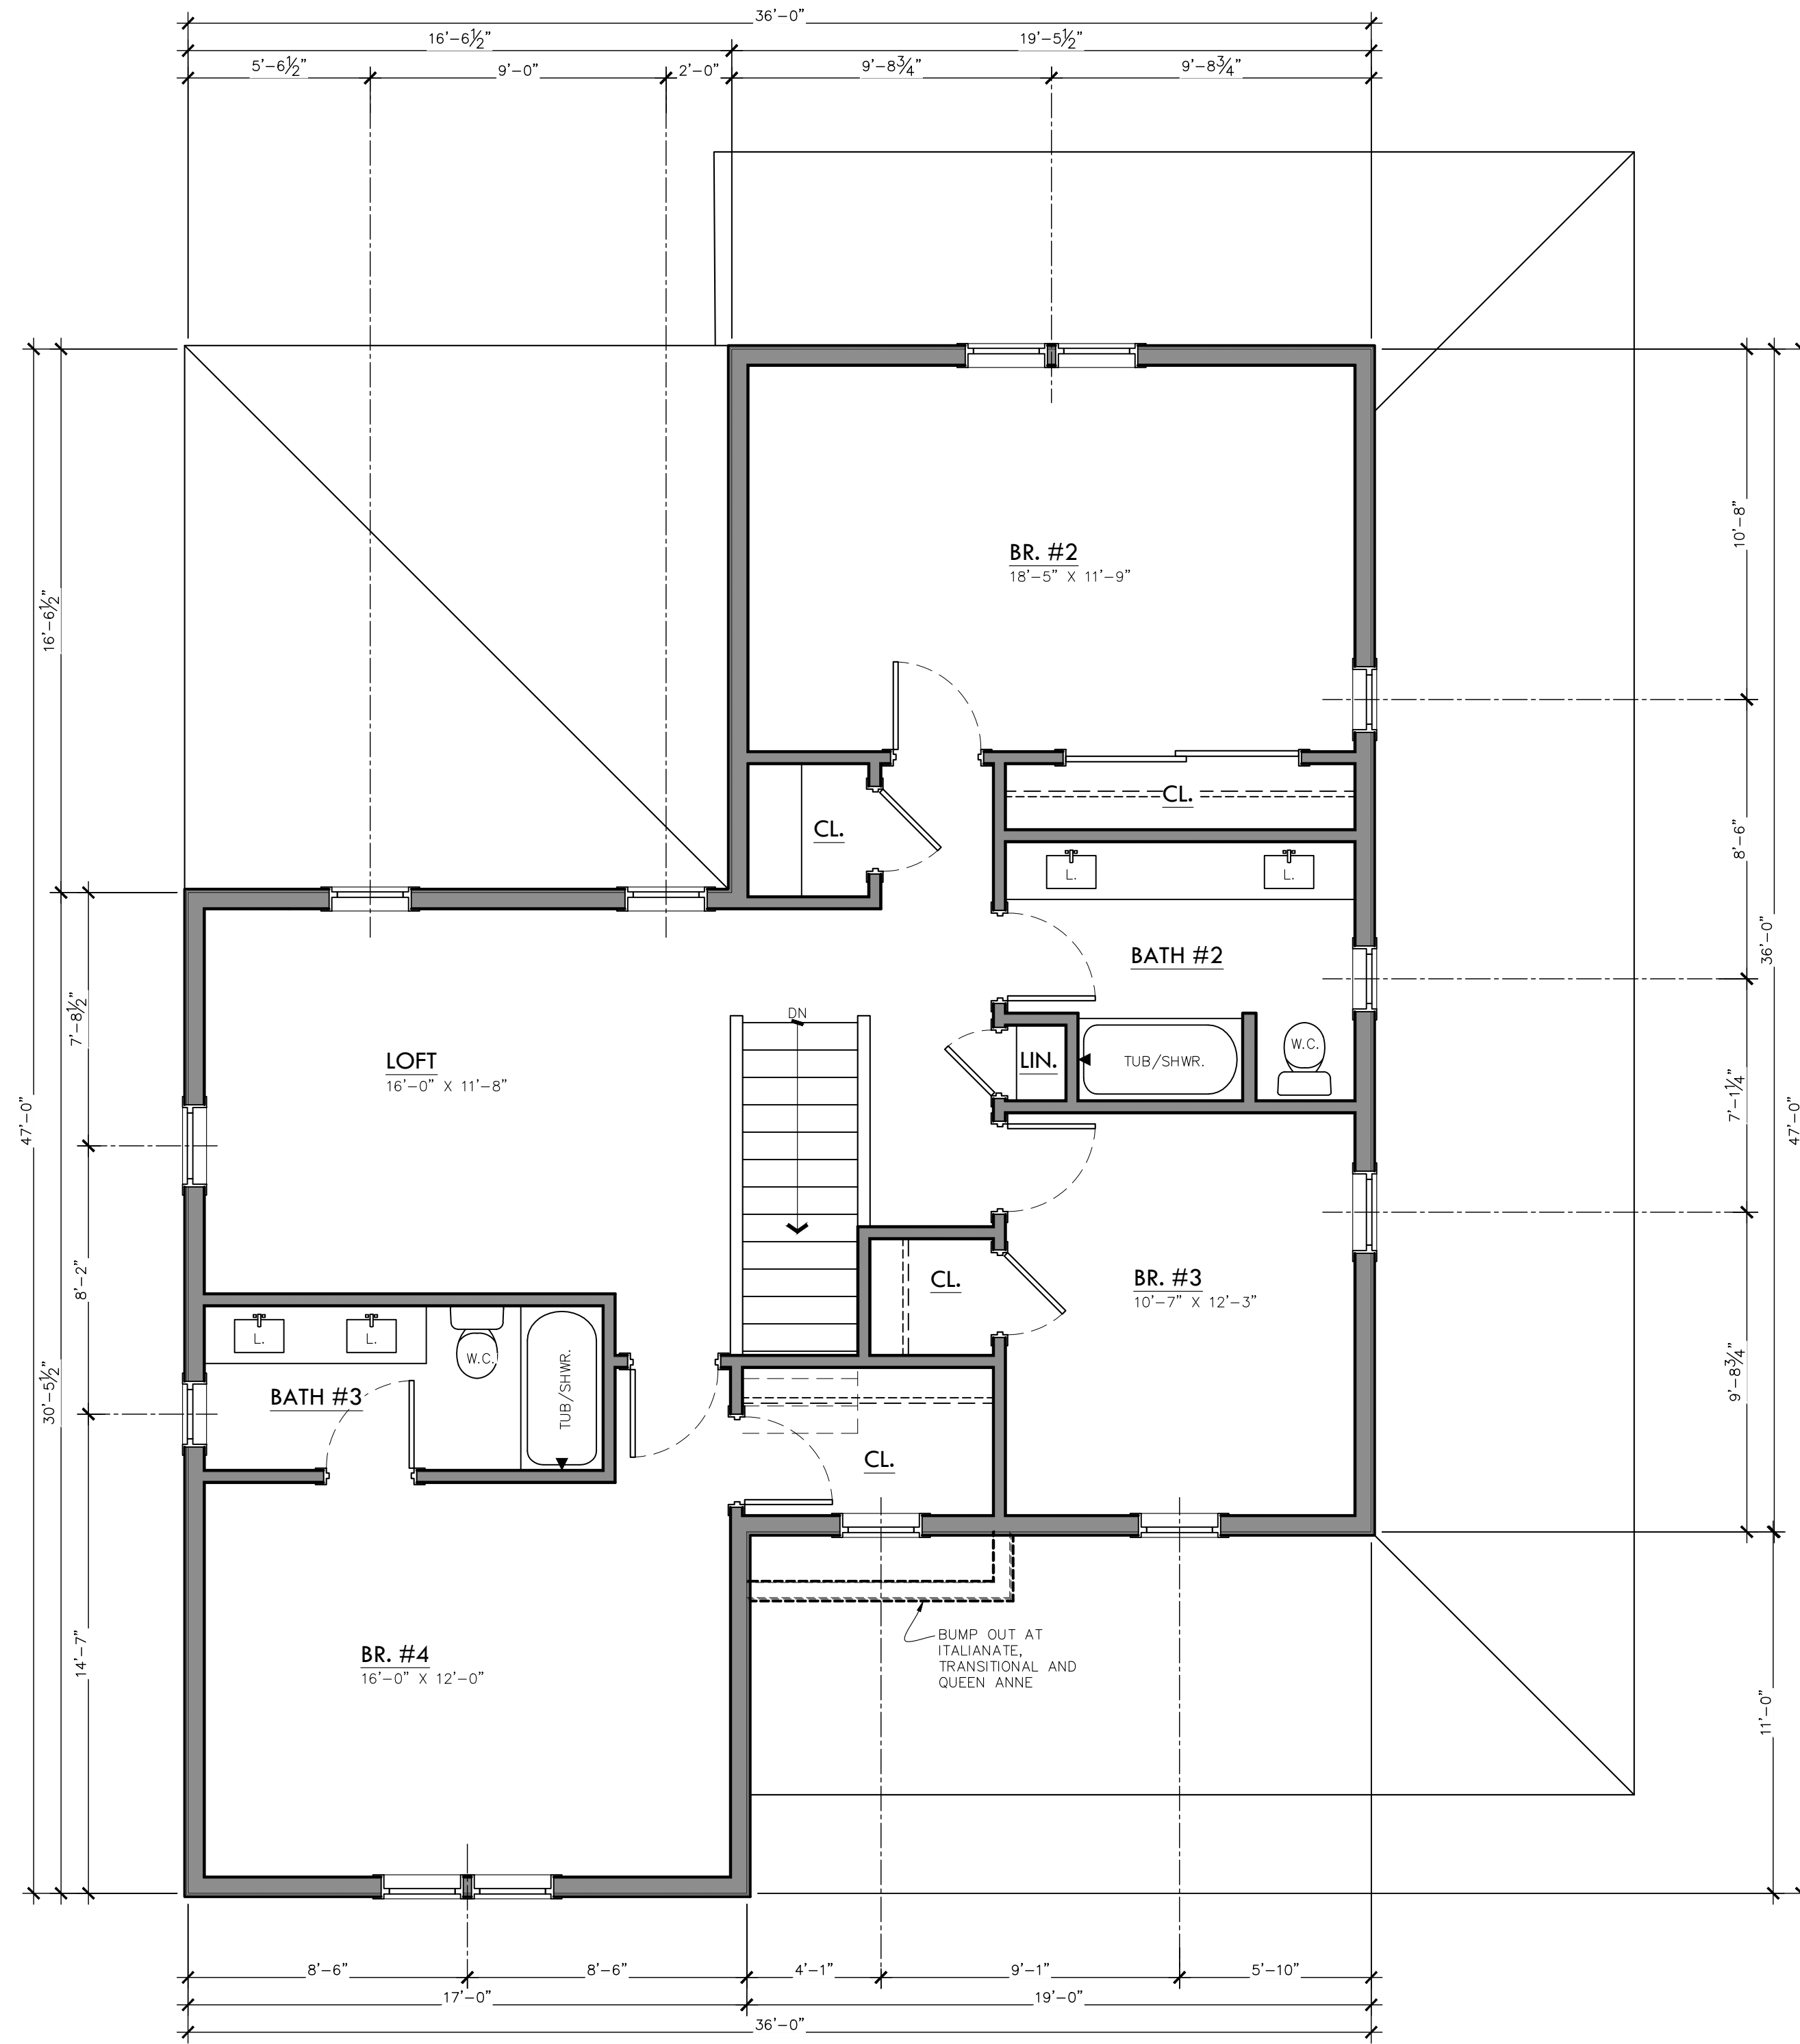 36'-0"
16'-6½"
19'-5½"
5'-6½"
9'-0"
2'-0"
9'-8¾"
9'-8¾"
BR. #2
18'-5" X 11'-9"
10'-8"
16'-6½"
CL.
CL.
8'-6"
L.
L.
BATH #2
36'-0"
7'-8½"
DN
LOFT
16'-0" X 11'-8"
LIN.
TUB/SHWR.
W.C.
47'-0"
7'-1¼"
47'-0"
8'-2"
CL.
BR. #3
10'-7" X 12'-3"
L.
L.
W.C.
TUB/SHWR.
BATH #3
30'-5½"
9'-8¾"
CL.
14'-7"
BR. #4
16'-0" X 12'-0"
BUMP OUT AT
ITALIANATE,
TRANSITIONAL AND
QUEEN ANNE
11'-0"
8'-6"
8'-6"
4'-1"
9'-1"
5'-10"
17'-0"
19'-0"
36'-0"